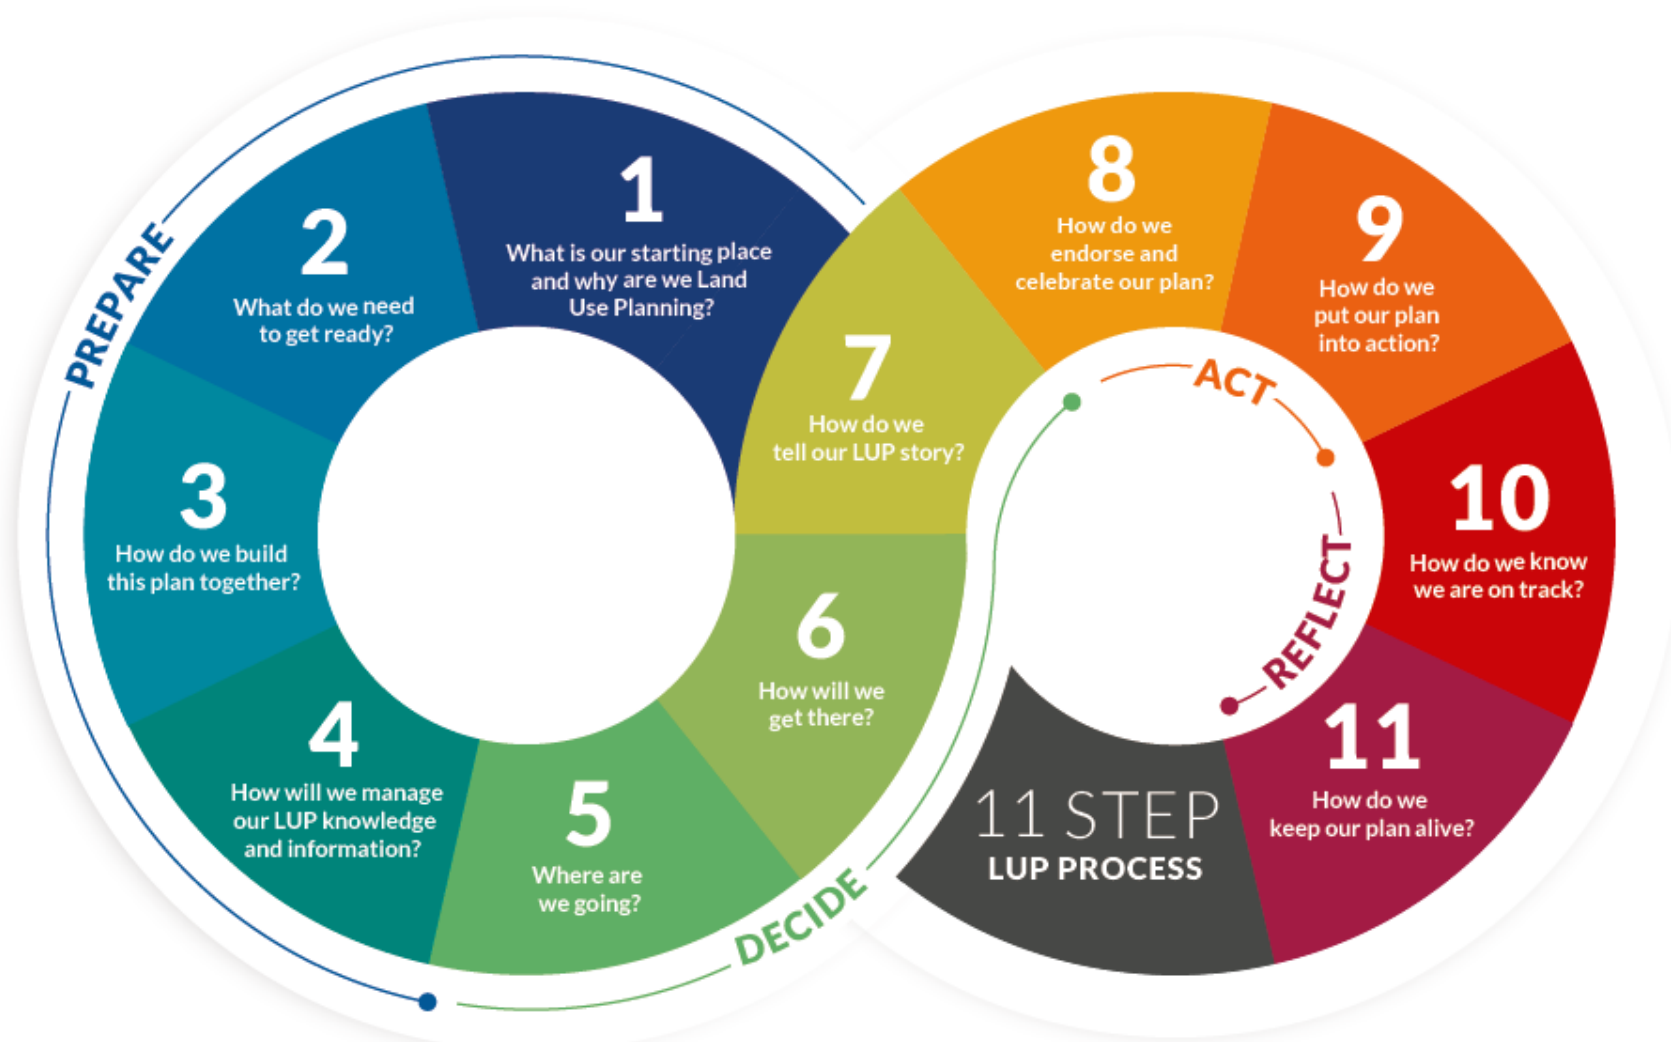 PREPARE
1
What is our starting place
and why are we Land
Use Planning?
2
What do we need
to get ready?
3
How do we build
this plan together?
4
How will we manage
our LUP knowledge
and information?
DECIDE
5
Where are
we going?
6
How will we
get there?
7
How do we
tell our LUP story?
ACT
8
How do we
endorse and
celebrate our plan?
9
How do we
put our plan
into action?
REFLECT
10
How do we know
we are on track?
11
How do we
keep our plan alive?
11 STEP
LUP PROCESS